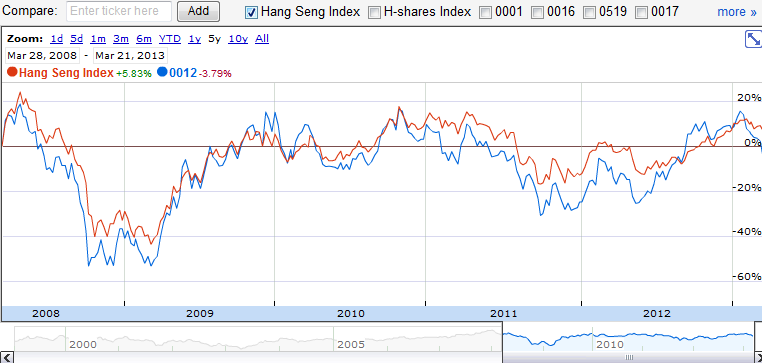 Compare: Enter ticker here Add Hang Seng Index H-shares Index 0001 0016 0519 0017 more »
Zoom: 1d 5d 1m 3m 6m YTD 1y 5y 10y All
Mar 28, 2008 - Mar 21, 2013
Hang Seng Index +5.83% 0012 -3.79%
20%
0%
-20%
-40%
-60%
2008 2009 2010 2011 2012
2000 2005 2010